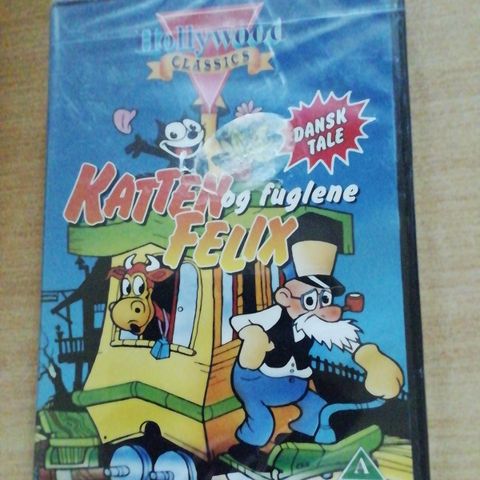 Hollywood
CLASSICS
DANSK
TALE
KATTEN og fuglene
FELIX
A